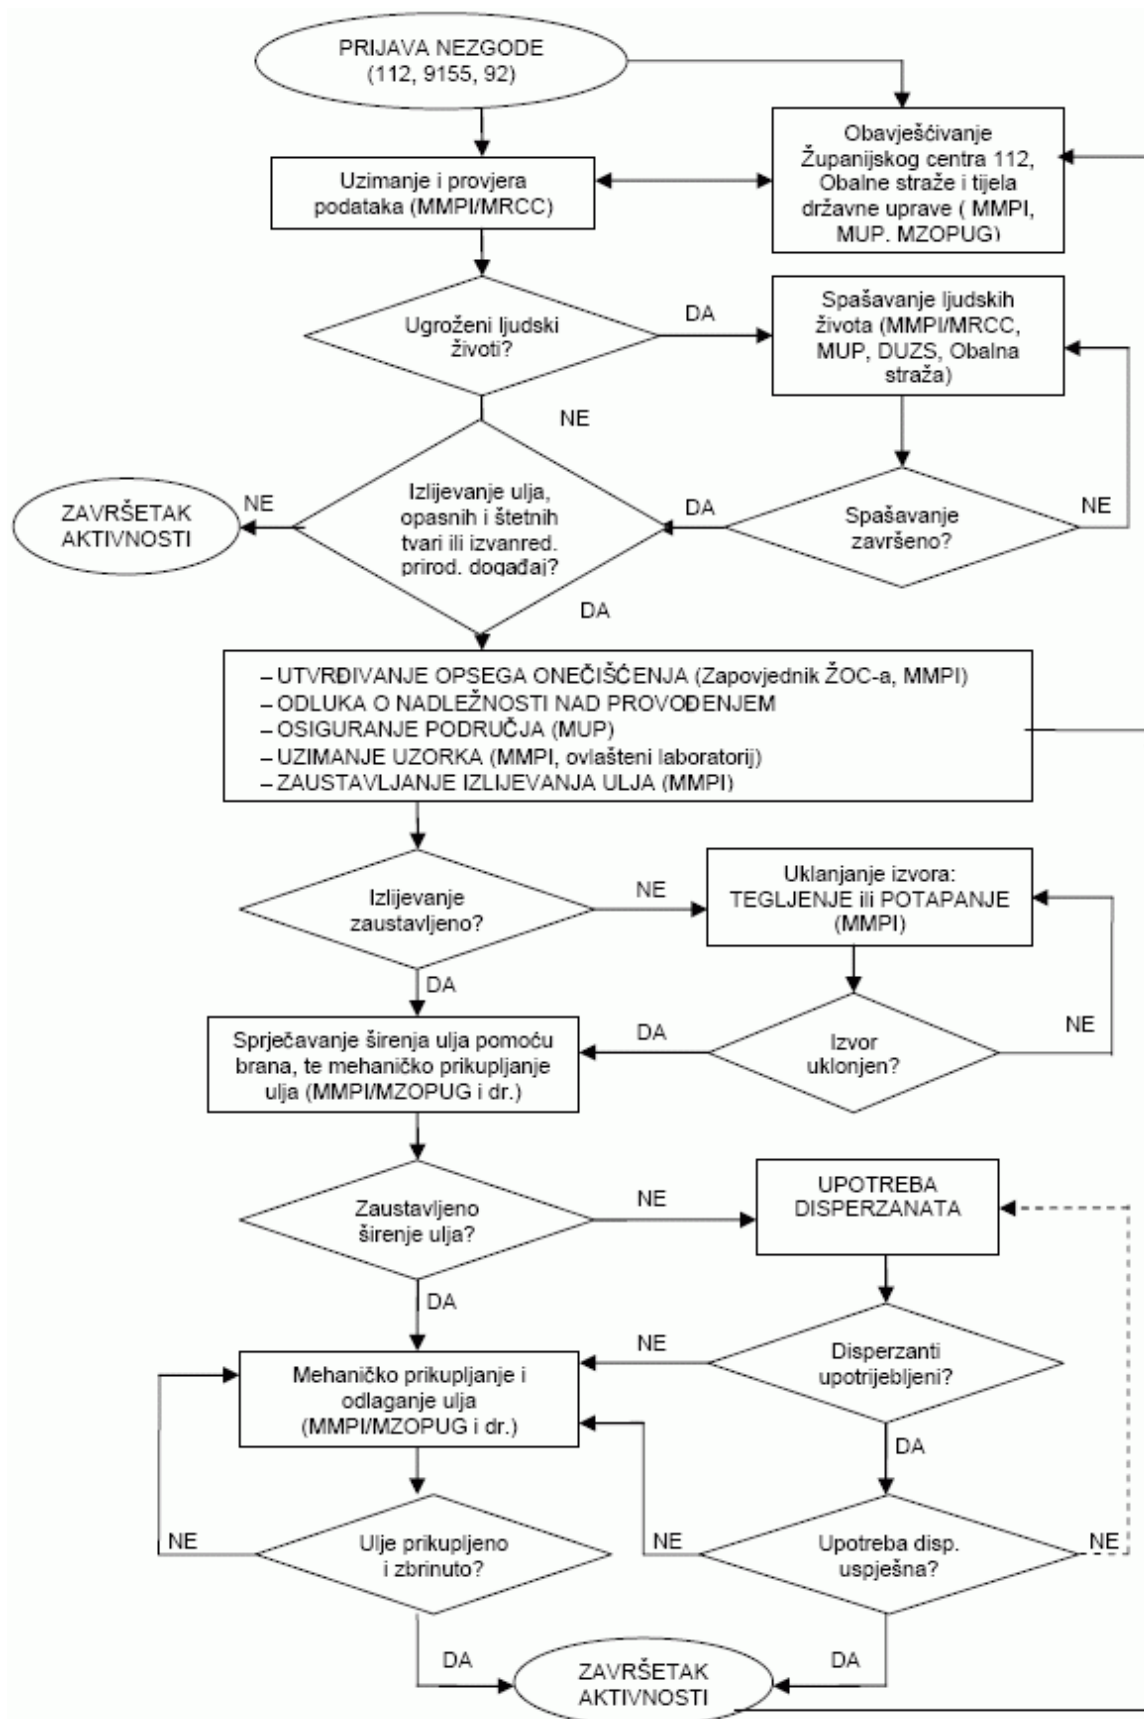 PRIJAVA NEZGODE
(112, 9155, 92)
Obavješćivanje
Županijskog centra 112,
Obalne straže i tijela
državne uprave ( MMPI,
MUP. MZOPUG)
Uzimanje i provjera
podataka (MMPI/MRCC)
Ugroženi ljudski
životi?
DA
Spašavanje ljudskih
života (MMPI/MRCC,
MUP, DUZS, Obalna
straža)
NE
ZAVRŠETAK
AKTIVNOSTI
NE
Izlijevanje ulja,
opasnih i štetnih
tvari ili izvanred.
prirod. događaj?
DA
Spašavanje
završeno?
NE
DA
– UTVRĐIVANJE OPSEGA ONEČIŠĆENJA (Zapovjednik ŽOC-a, MMPI)
– ODLUKA O NADLEŽNOSTI NAD PROVOĐENJEM
– OSIGURANJE PODRUČJA (MUP)
– UZIMANJE UZORKA (MMPI, ovlašteni laboratorij)
– ZAUSTAVLJANJE IZLIJEVANJA ULJA (MMPI)
Izlijevanje
zaustavljeno?
NE
Uklanjanje izvora:
TEGLJENJE ili POTAPANJE
(MMPI)
DA
Sprječavanje širenja ulja pomoću
brana, te mehaničko prikupljanje
ulja (MMPI/MZOPUG i dr.)
DA
Izvor
uklonjen?
NE
Zaustavljeno
širenje ulja?
NE
UPOTREBA
DISPERZANATA
DA
Mehaničko prikupljanje i
odlaganje ulja
(MMPI/MZOPUG i dr.)
NE
Disperzanti
upotrijebljeni?
DA
NE
Ulje prikupljeno
i zbrinuto?
NE
Upotreba disp.
uspješna?
NE
DA
ZAVRŠETAK
AKTIVNOSTI
DA